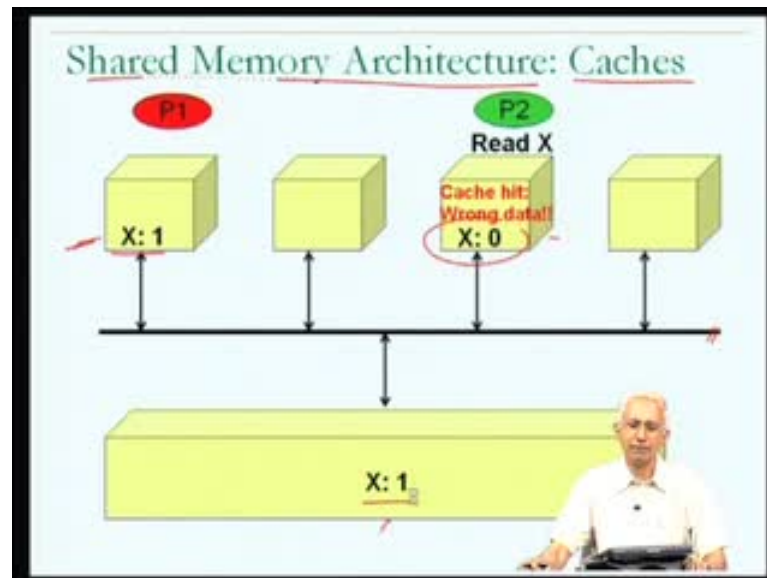 Shared Memory Architecture: Caches
P1
P2
Read X
Cache hit:
Wrong data!!
X: 1
X: 0
X: 1